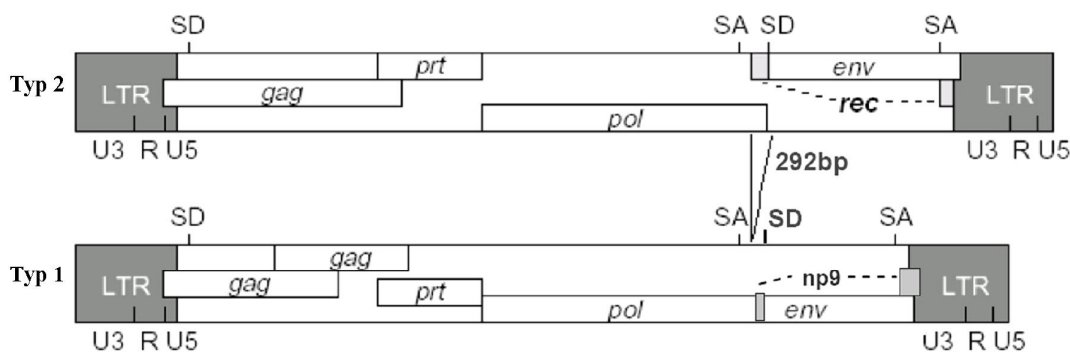 SD SA SD SA
prt env
Typ 2
LTR gag rec LTR
pol
U3 R U5 U3 R U5
292bp
SD SA SD SA
gag
Typ 1
LTR gag prt np9 LTR
pol env
U3 R U5 U3 R U5